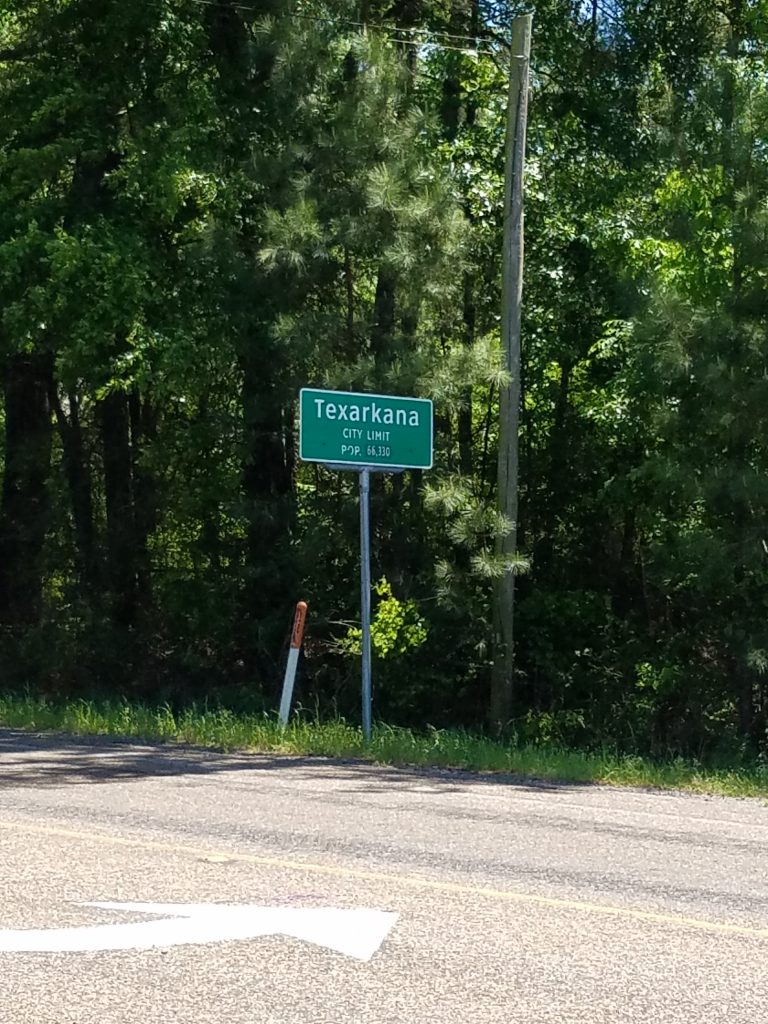 Texarkana
CITY LIMIT
POP. 66,330